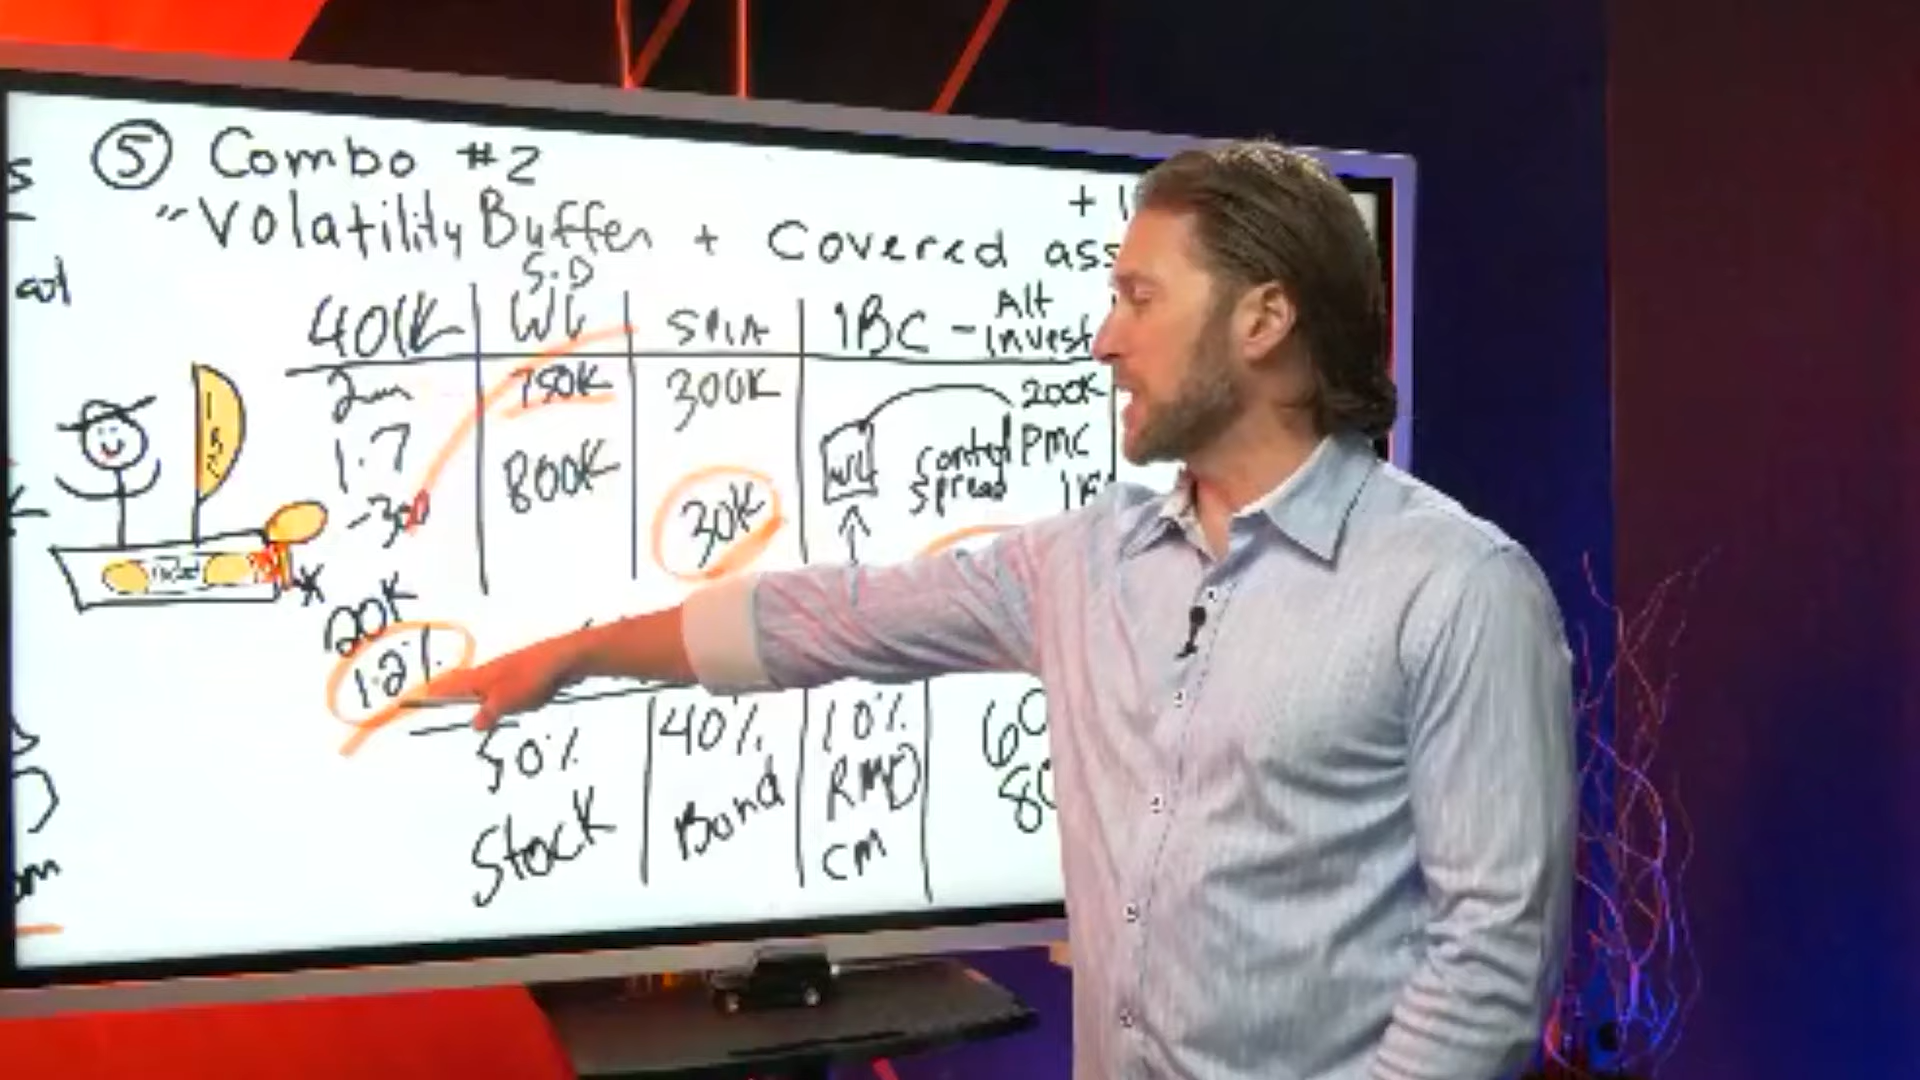 ⑤ Combo #2
"Volatility Buffer + Covered ass
S.D
401K WL SPIA IBC - Alt Invest
2m 750K 300K 200K
1.7 800K WL Control Spread PMC
-300 30K
20K
1.2%
50% Stock 40% Bond 10% RMD CM 60
80